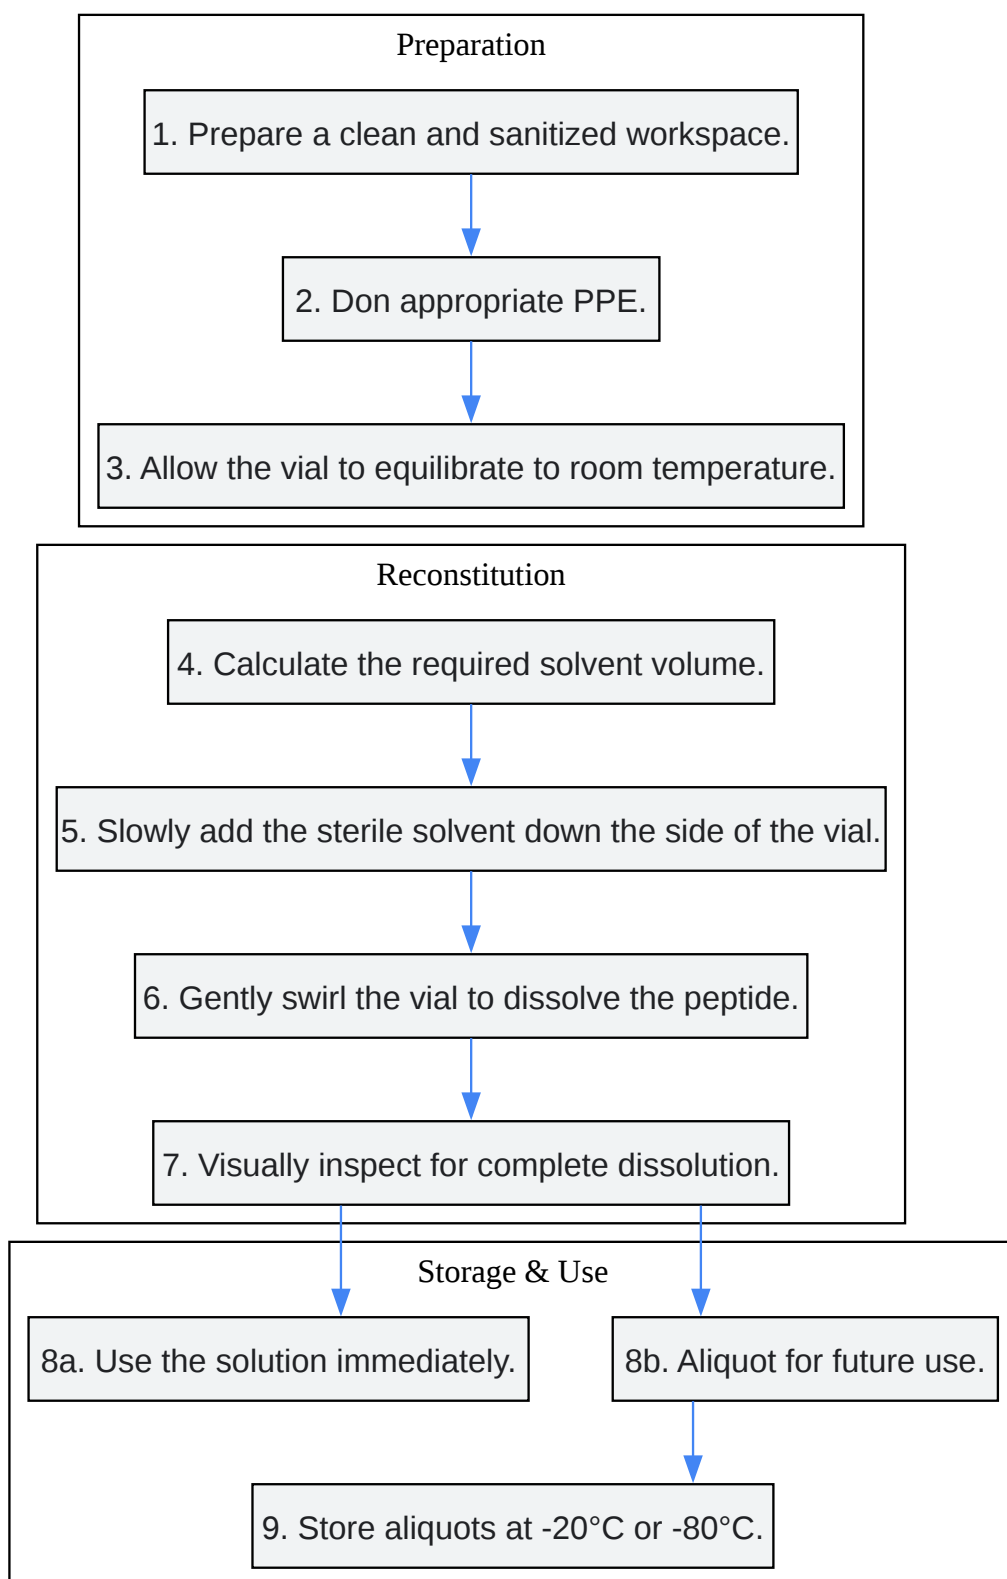 Preparation
1. Prepare a clean and sanitized workspace.
2. Don appropriate PPE.
3. Allow the vial to equilibrate to room temperature.
Reconstitution
4. Calculate the required solvent volume.
5. Slowly add the sterile solvent down the side of the vial.
6. Gently swirl the vial to dissolve the peptide.
7. Visually inspect for complete dissolution.
Storage & Use
8a. Use the solution immediately.
8b. Aliquot for future use.
9. Store aliquots at -20°C or -80°C.